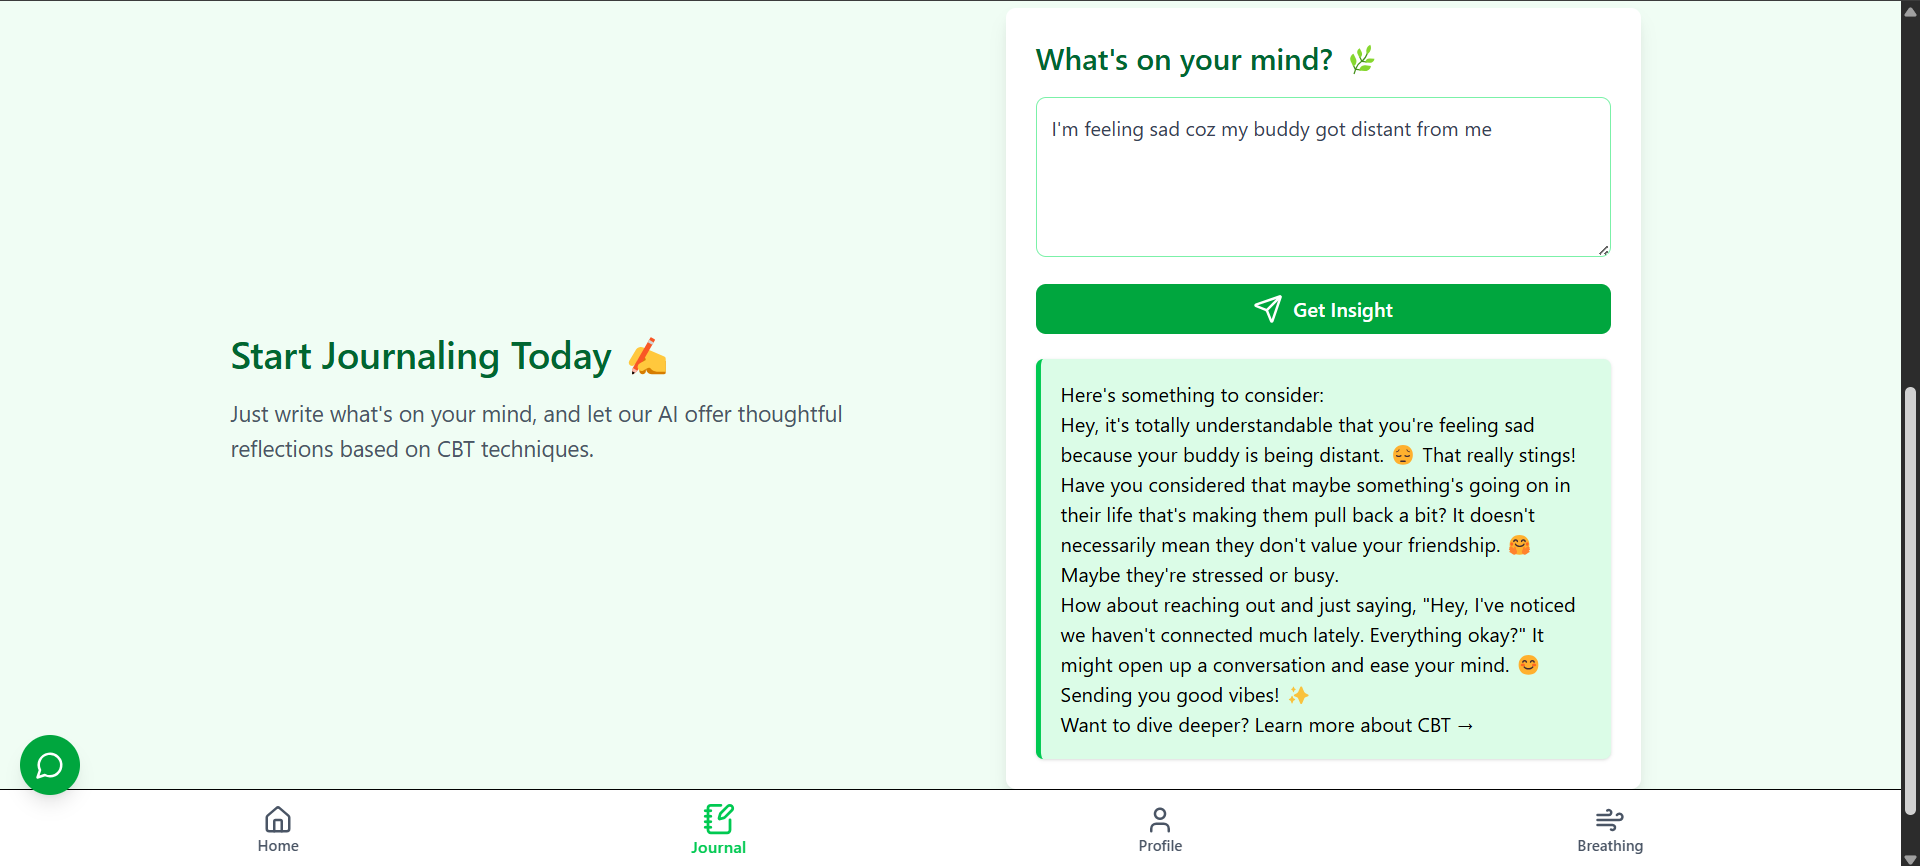 Start Journaling Today ✍️
Just write what's on your mind, and let our AI offer thoughtful
reflections based on CBT techniques.
What's on your mind? 🌿
I'm feeling sad coz my buddy got distant from me
Get Insight
Here's something to consider:
Hey, it's totally understandable that you're feeling sad
because your buddy is being distant. 😔 That really stings!
Have you considered that maybe something's going on in
their life that's making them pull back a bit? It doesn't
necessarily mean they don't value your friendship. 🤗
Maybe they're stressed or busy.
How about reaching out and just saying, "Hey, I've noticed
we haven't connected much lately. Everything okay?" It
might open up a conversation and ease your mind. 😊
Sending you good vibes! ✨
Want to dive deeper? Learn more about CBT →
Home
Journal
Profile
Breathing